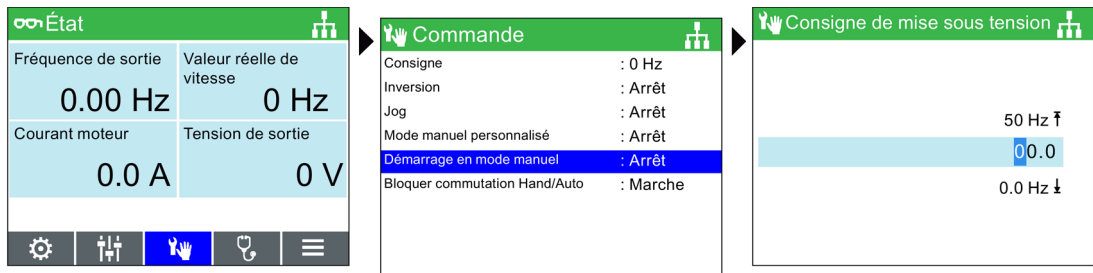 État
Fréquence de sortie
0.00 Hz
Valeur réelle de
vitesse
0 Hz
Courant moteur
0.0 A
Tension de sortie
0 V
Commande
Consigne : 0 Hz
Inversion : Arrêt
Jog : Arrêt
Mode manuel personnalisé : Arrêt
Démarrage en mode manuel : Arrêt
Bloquer commutation Hand/Auto : Marche
Consigne de mise sous tension
50 Hz
00.0
0.0 Hz